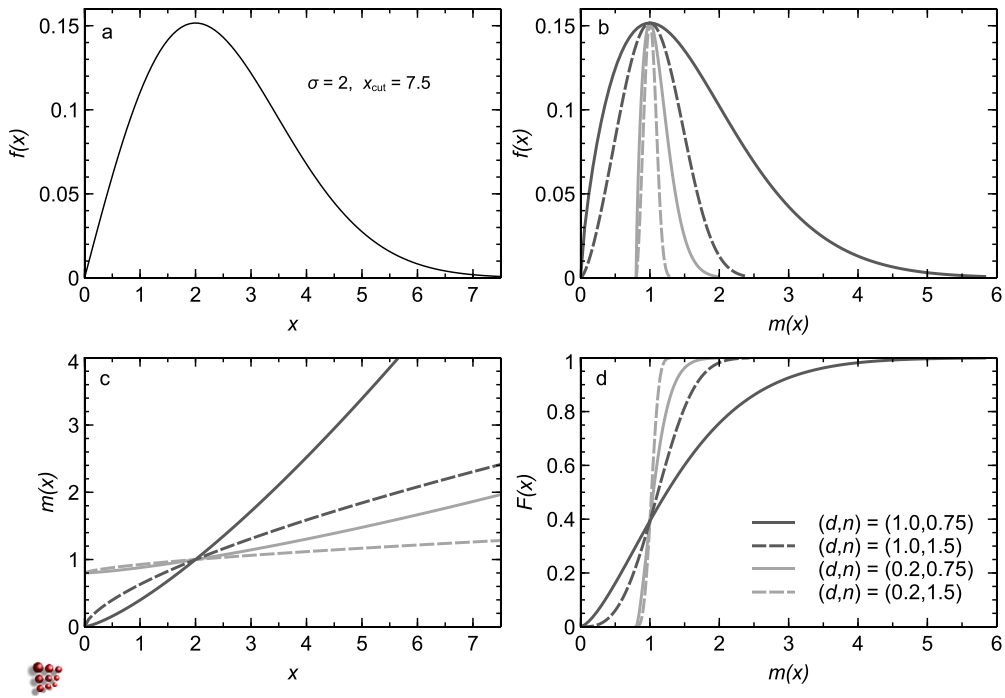 a
0.15
0.1
0.05
0
f(x)
σ = 2, xcut = 7.5
0 1 2 3 4 5 6 7
x
b
0.15
0.1
0.05
0
f(x)
0 1 2 3 4 5 6
m(x)
c
4
3
2
1
0
m(x)
0 1 2 3 4 5 6 7
x
d
1
0.8
0.6
0.4
0.2
0
F(x)
(d,n) = (1.0,0.75)
(d,n) = (1.0,1.5)
(d,n) = (0.2,0.75)
(d,n) = (0.2,1.5)
0 1 2 3 4 5 6
m(x)